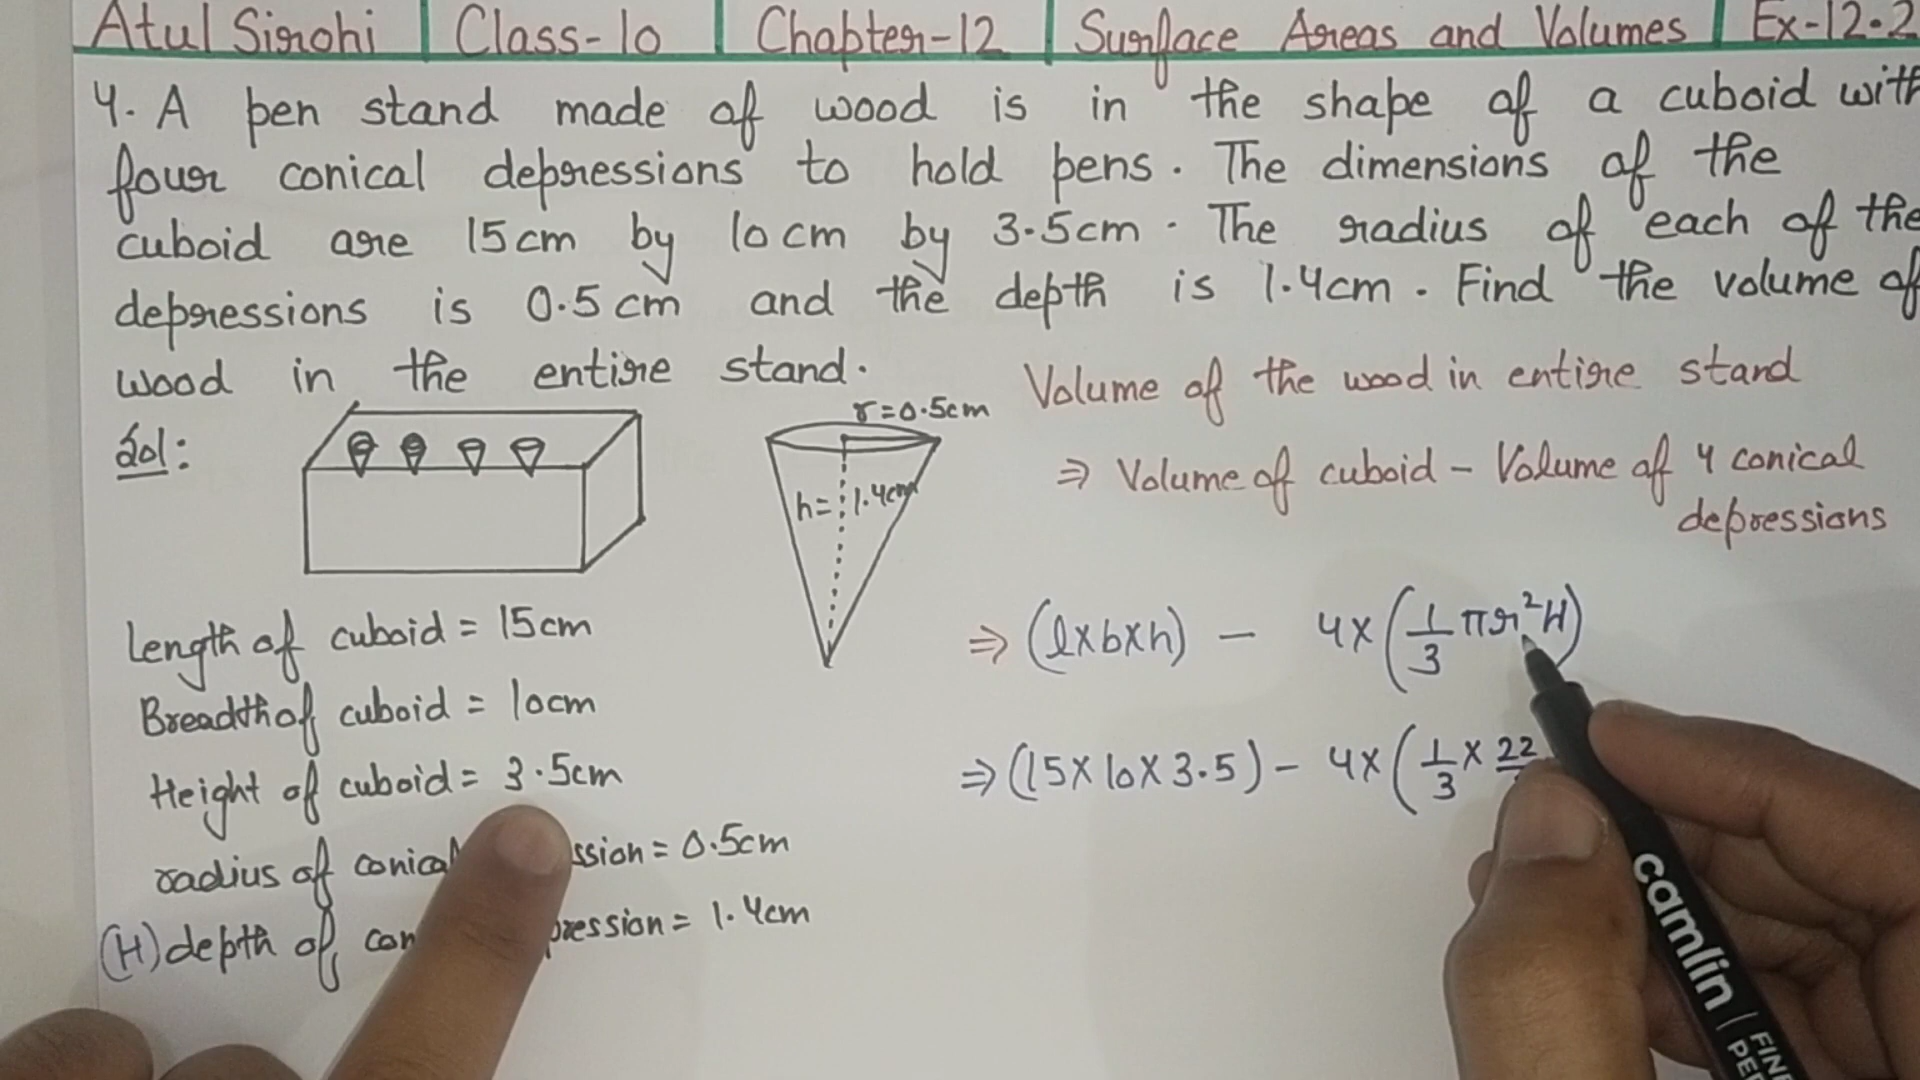 Atul Sirohi | Class-10 | Chapter-12 | Surface Areas and Volumes | Ex-12.2
4. A pen stand made of wood is in the shape of a cuboid with
four conical depressions to hold pens. The dimensions of the
cuboid are 15cm by 10cm by 3.5cm. The radius of each of the
depressions is 0.5cm and the depth is 1.4cm. Find the volume of
wood in the entire stand.
Sol:
r=0.5cm
h= 1.4cm
Length of cuboid = 15cm
Breadth of cuboid = 10cm
Height of cuboid = 3.5cm
radius of conical = 0.5cm
(H) depth of = 1.4cm
Volume of the wood in entire stand
⇒ Volume of cuboid - Volume of 4 conical
depressions
⇒ (l×b×h) - 4×(1/3 πr²H)
⇒ (15×10×3.5) - 4×(1/3 × 22
camlin
FINE
PEN